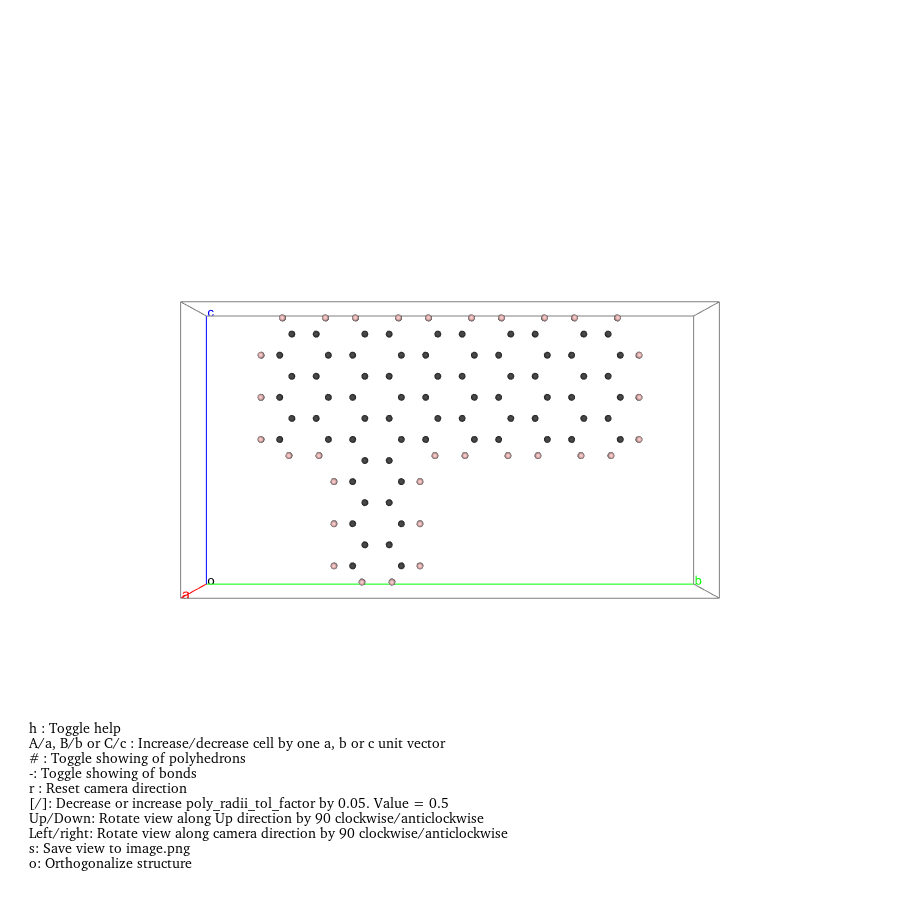 c
o
b
a
h : Toggle help
A/a, B/b or C/c : Increase/decrease cell by one a, b or c unit vector
# : Toggle showing of polyhedrons
-: Toggle showing of bonds
r : Reset camera direction
[/]: Decrease or increase poly_radii_tol_factor by 0.05. Value = 0.5
Up/Down: Rotate view along Up direction by 90 clockwise/anticlockwise
Left/right: Rotate view along camera direction by 90 clockwise/anticlockwise
s: Save view to image.png
o: Orthogonalize structure